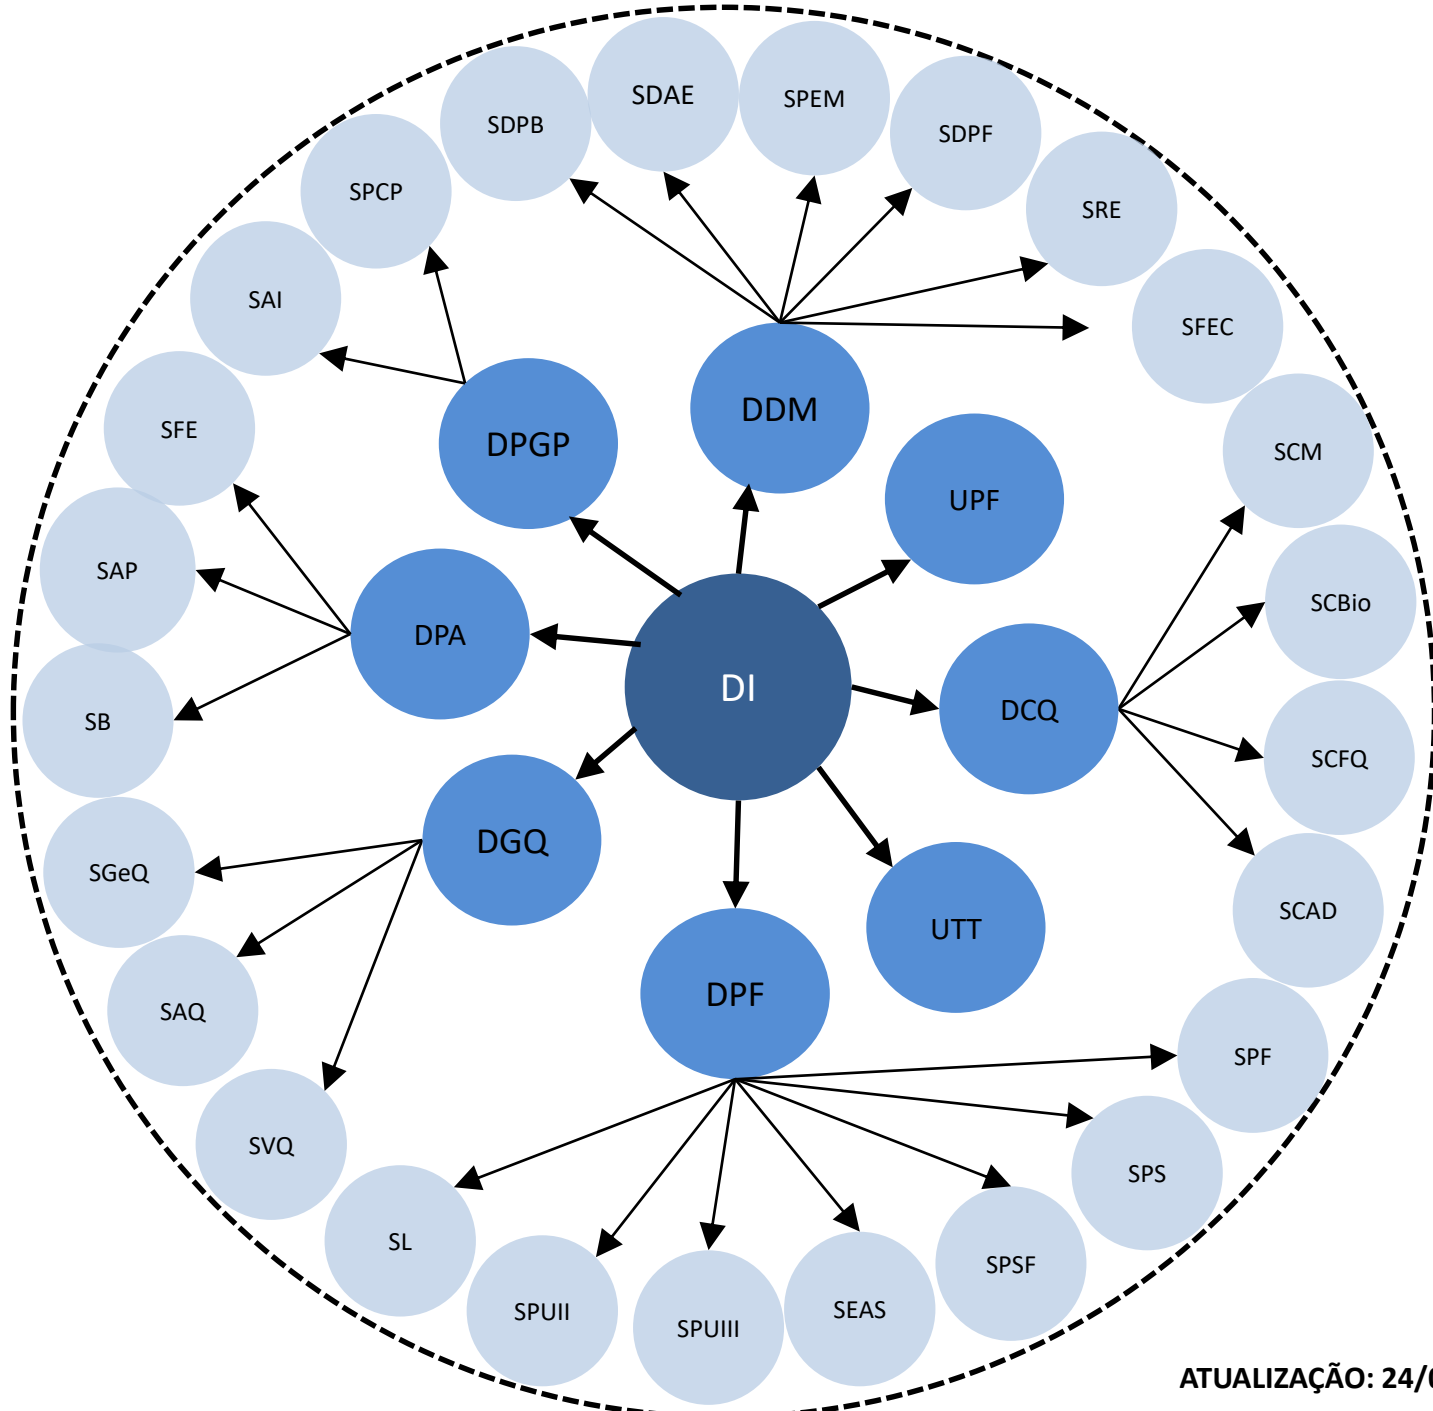 SDAE
SPEM
SDPB
SDPF
SPCP
SRE
SAI
SFEC
DDM
SFE
DPGP
SCM
UPF
SAP
SCBio
DPA
DI
DCQ
SB
SCFQ
DGQ
SGeQ
SCAD
UTT
DPF
SAQ
SPF
SVQ
SPS
SL
SPSF
SPUII
SEAS
SPUIII
ATUALIZAÇÃO: